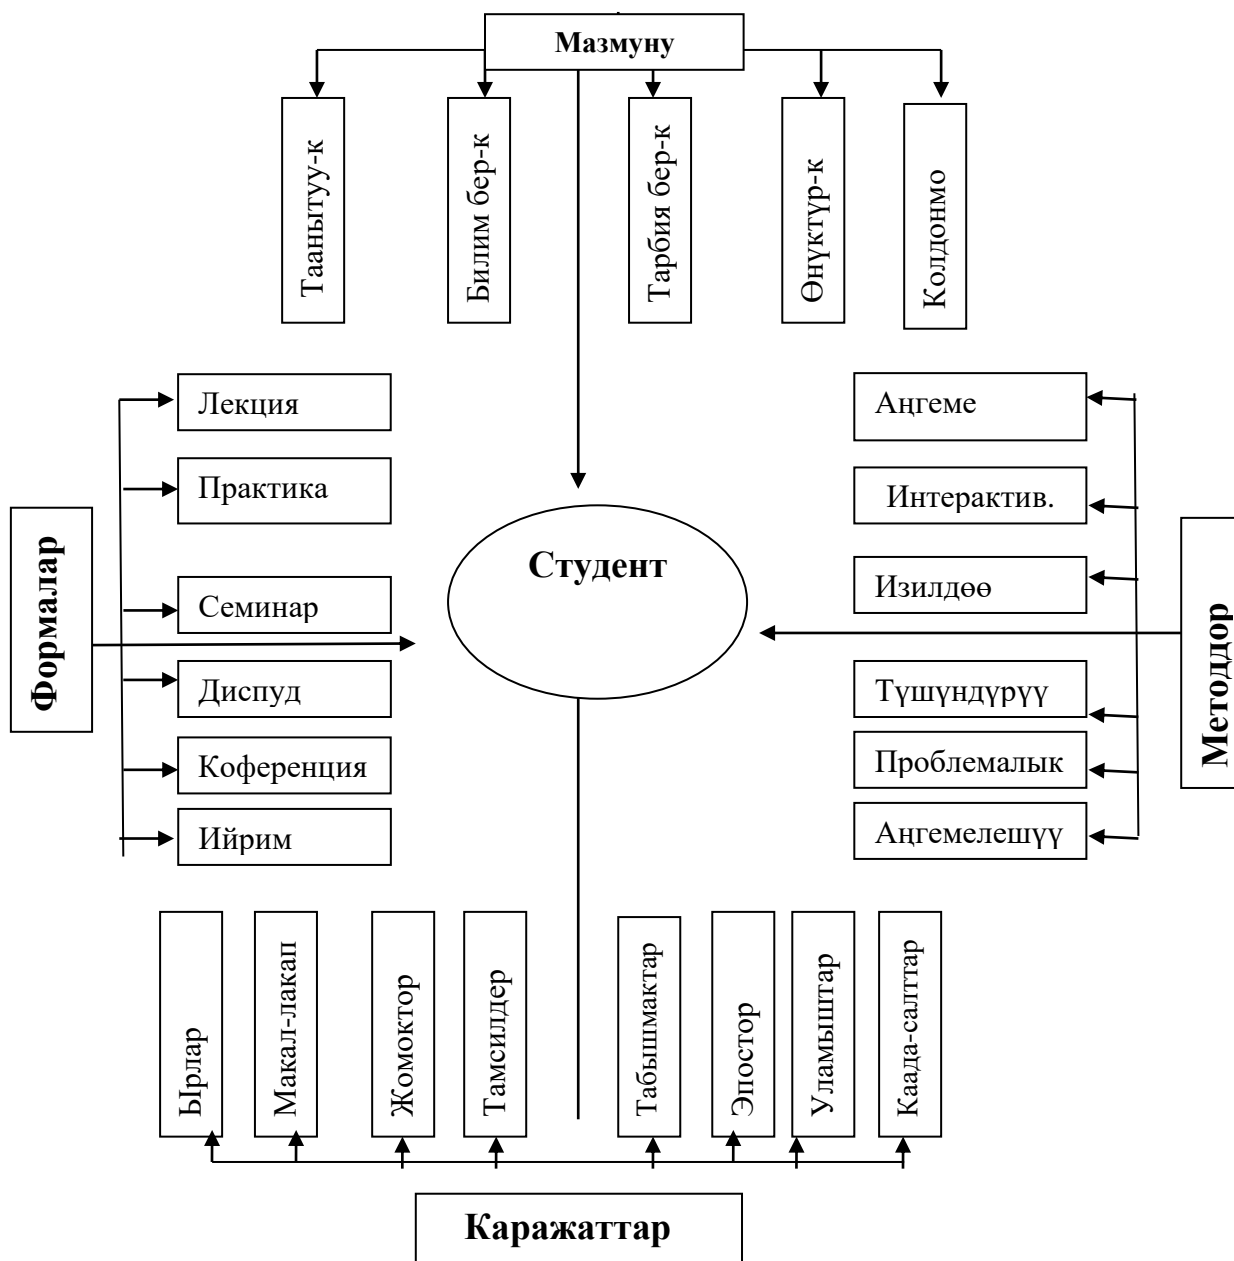 Мазмуну
Таанытуу-к
Билим бер-к
Тарбия бер-к
Өнүктүр-к
Колдонмо
Формалар
Лекция
Практика
Семинар
Диспуд
Коференция
Ийрим
Студент
Аңгеме
Интерактив.
Изилдөө
Түшүндүрүү
Проблемалык
Аңгемелешүү
Методдор
Ырлар
Макал-лакап
Жомоктор
Тамсилдер
Табышмактар
Эпостор
Уламыштар
Каада-салттар
Каражаттар